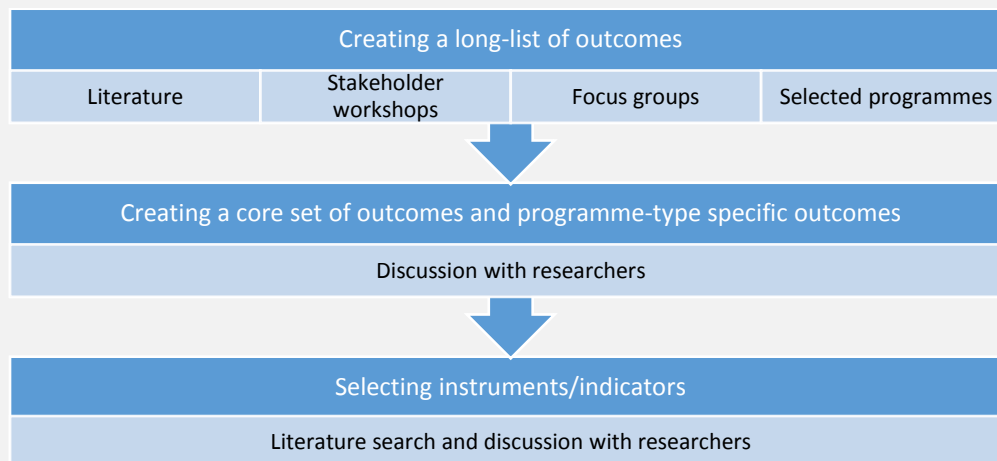 Creating a long-list of outcomes
Literature
Stakeholder
workshops
Focus groups
Selected programmes
Creating a core set of outcomes and programme-type specific outcomes
Discussion with researchers
Selecting instruments/indicators
Literature search and discussion with researchers